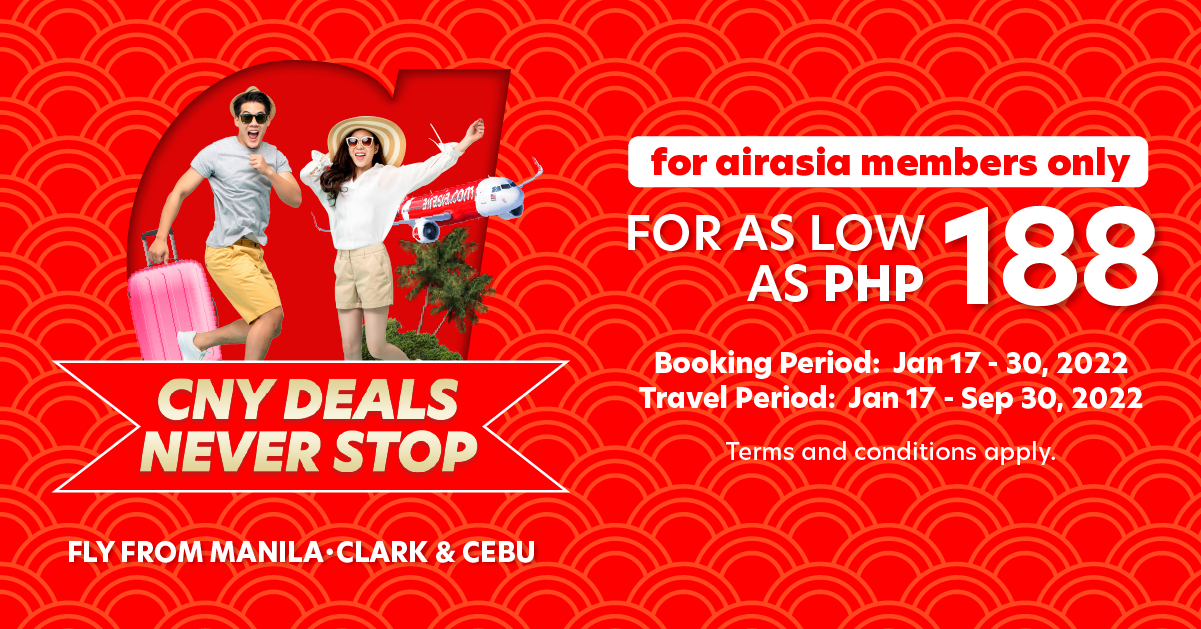 airasia.com
CNY DEALS
NEVER STOP
FLY FROM MANILA•CLARK & CEBU
for airasia members only
FOR AS LOW
AS PHP 188
Booking Period: Jan 17 - 30, 2022
Travel Period: Jan 17 - Sep 30, 2022
Terms and conditions apply.